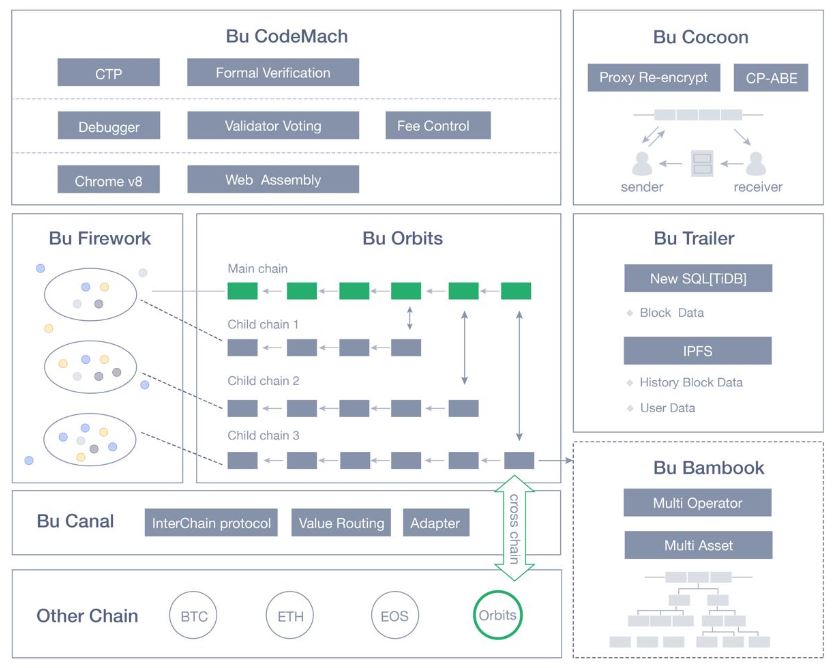 Bu CodeMach
CTP
Formal Verification
Debugger
Validator Voting
Fee Control
Chrome v8
Web Assembly
Bu Cocoon
Proxy Re-encrypt
CP-ABE
sender
receiver
Bu Firework
Bu Orbits
Main chain
Child chain 1
Child chain 2
Child chain 3
Bu Trailer
New SQL[TiDB]
Block Data
IPFS
History Block Data
User Data
Bu Canal
InterChain protocol
Value Routing
Adapter
cross chain
Bu Bambook
Multi Operator
Multi Asset
Other Chain
BTC
ETH
EOS
Orbits